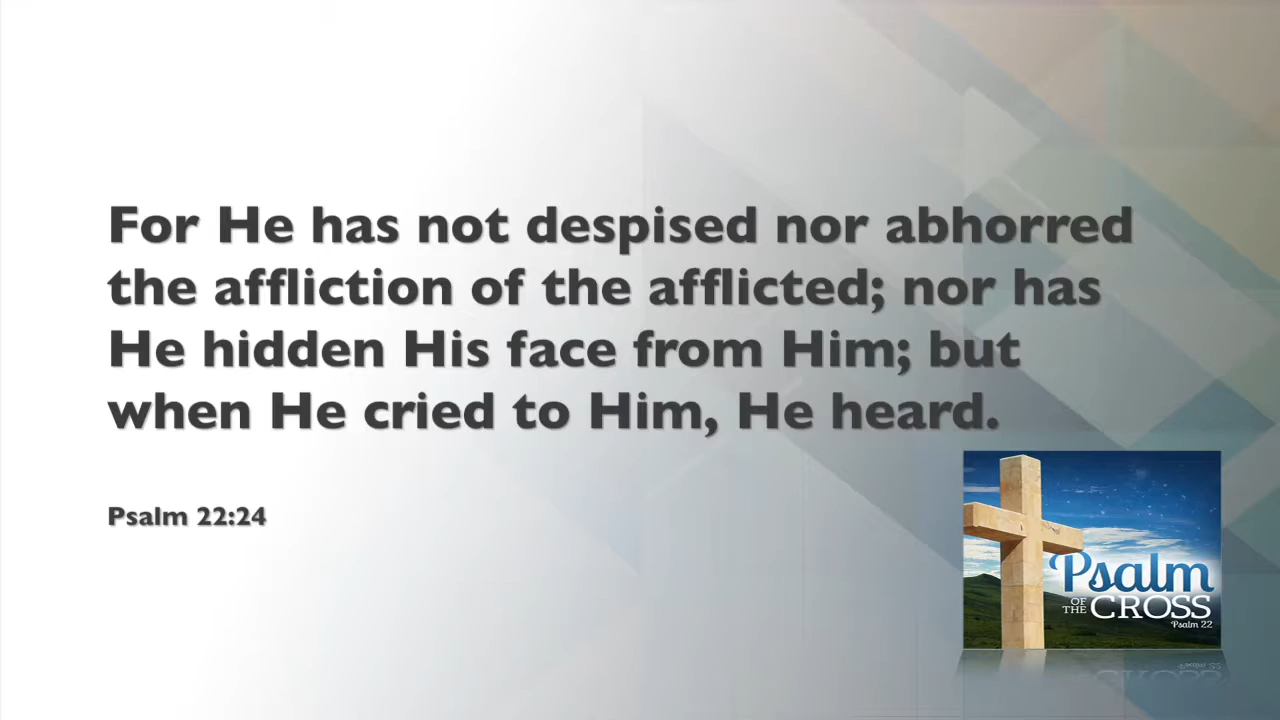 For He has not despised nor abhorred
the affliction of the afflicted; nor has
He hidden His face from Him; but
when He cried to Him, He heard.
Psalm 22:24
Psalm
OF THE CROSS
Psalm 22